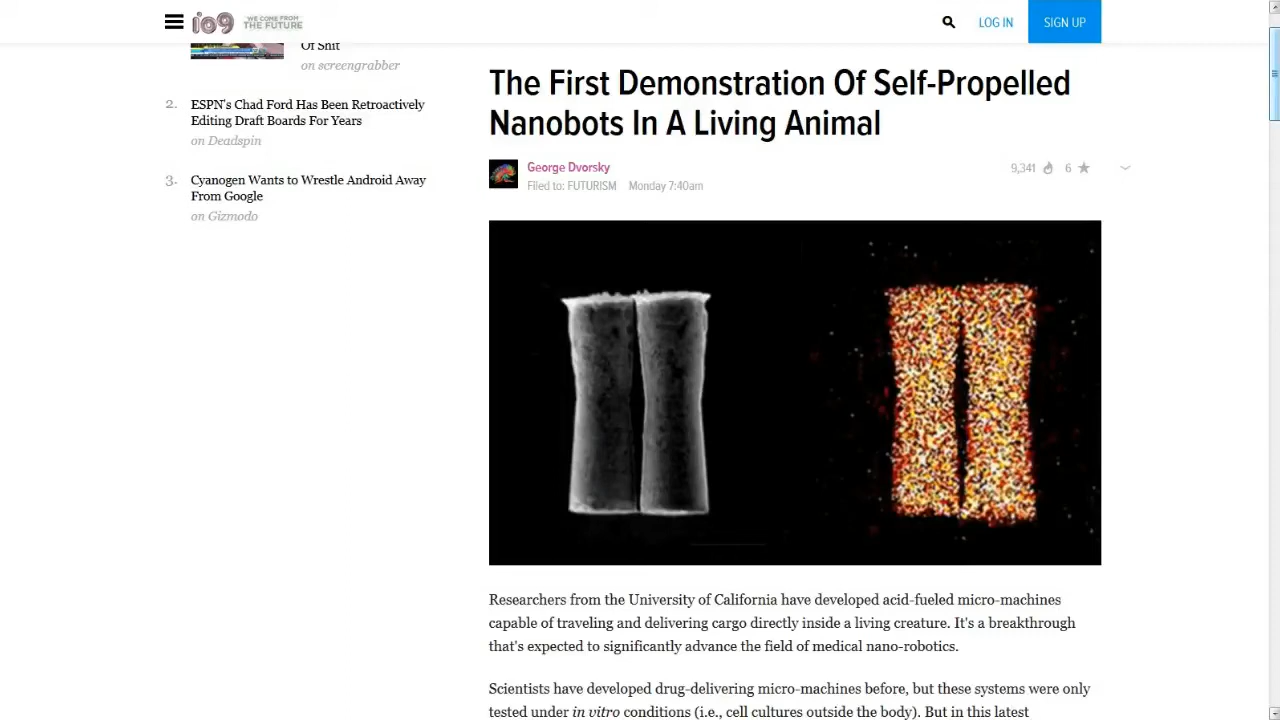 io9
WE COME FROM
THE FUTURE
LOG IN
SIGN UP
Of Shit
on screengrabber
2. ESPN's Chad Ford Has Been Retroactively
Editing Draft Boards For Years
on Deadspin
3. Cyanogen Wants to Wrestle Android Away
From Google
on Gizmodo
The First Demonstration Of Self-Propelled
Nanobots In A Living Animal
George Dvorsky
Filed to: FUTURISM Monday 7:40am
9,341 6
Researchers from the University of California have developed acid-fueled micro-machines
capable of traveling and delivering cargo directly inside a living creature. It's a breakthrough
that's expected to significantly advance the field of medical nano-robotics.
Scientists have developed drug-delivering micro-machines before, but these systems were only
tested under in vitro conditions (i.e., cell cultures outside the body). But in this latest